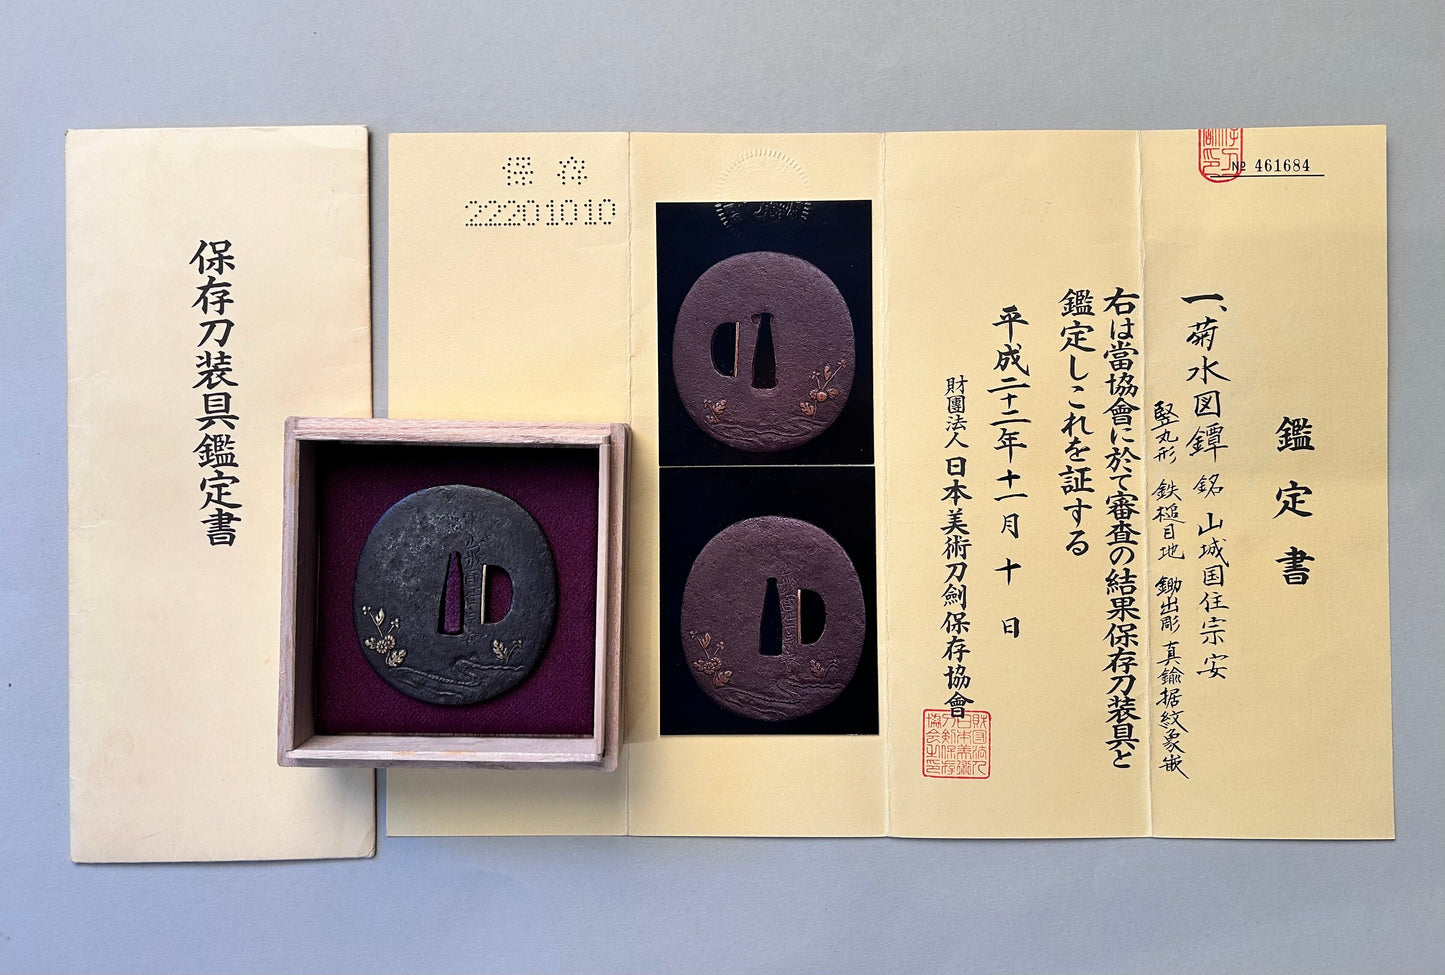 保存刀装具鑑定書
保存
22201010
№ 461684
鑑定書
一、菊水図鐔 銘 山城国住宗安
竪丸形 鉄槌目地 鋤出彫 真鍮据紋象嵌
右は當協會に於て審査の結果保存刀装具と
鑑定しこれを証する
平成二十二年十一月十日
財團法人 日本美術刀劍保存協會